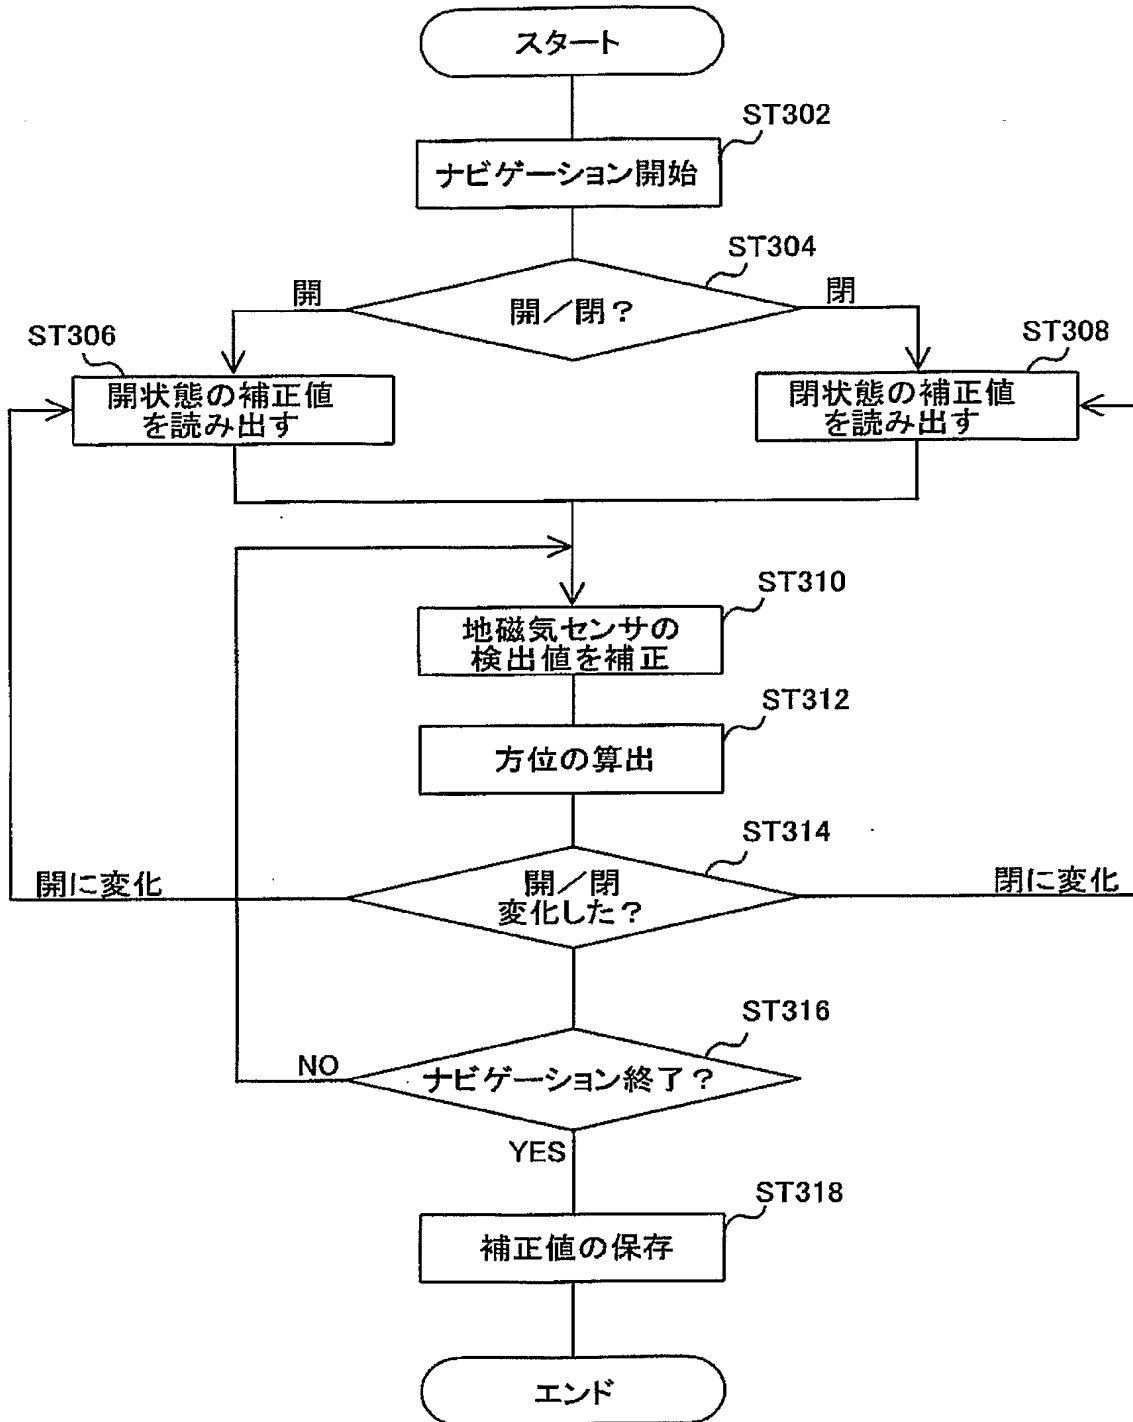 スタート
ST302
ナビゲーション開始
ST304
開
開／閉？
閉
ST306
開状態の補正値
を読み出す
ST308
閉状態の補正値
を読み出す
ST310
地磁気センサの
検出値を補正
ST312
方位の算出
ST314
開に変化
開／閉
変化した？
閉に変化
ST316
NO
ナビゲーション終了？
YES
ST318
補正値の保存
エンド